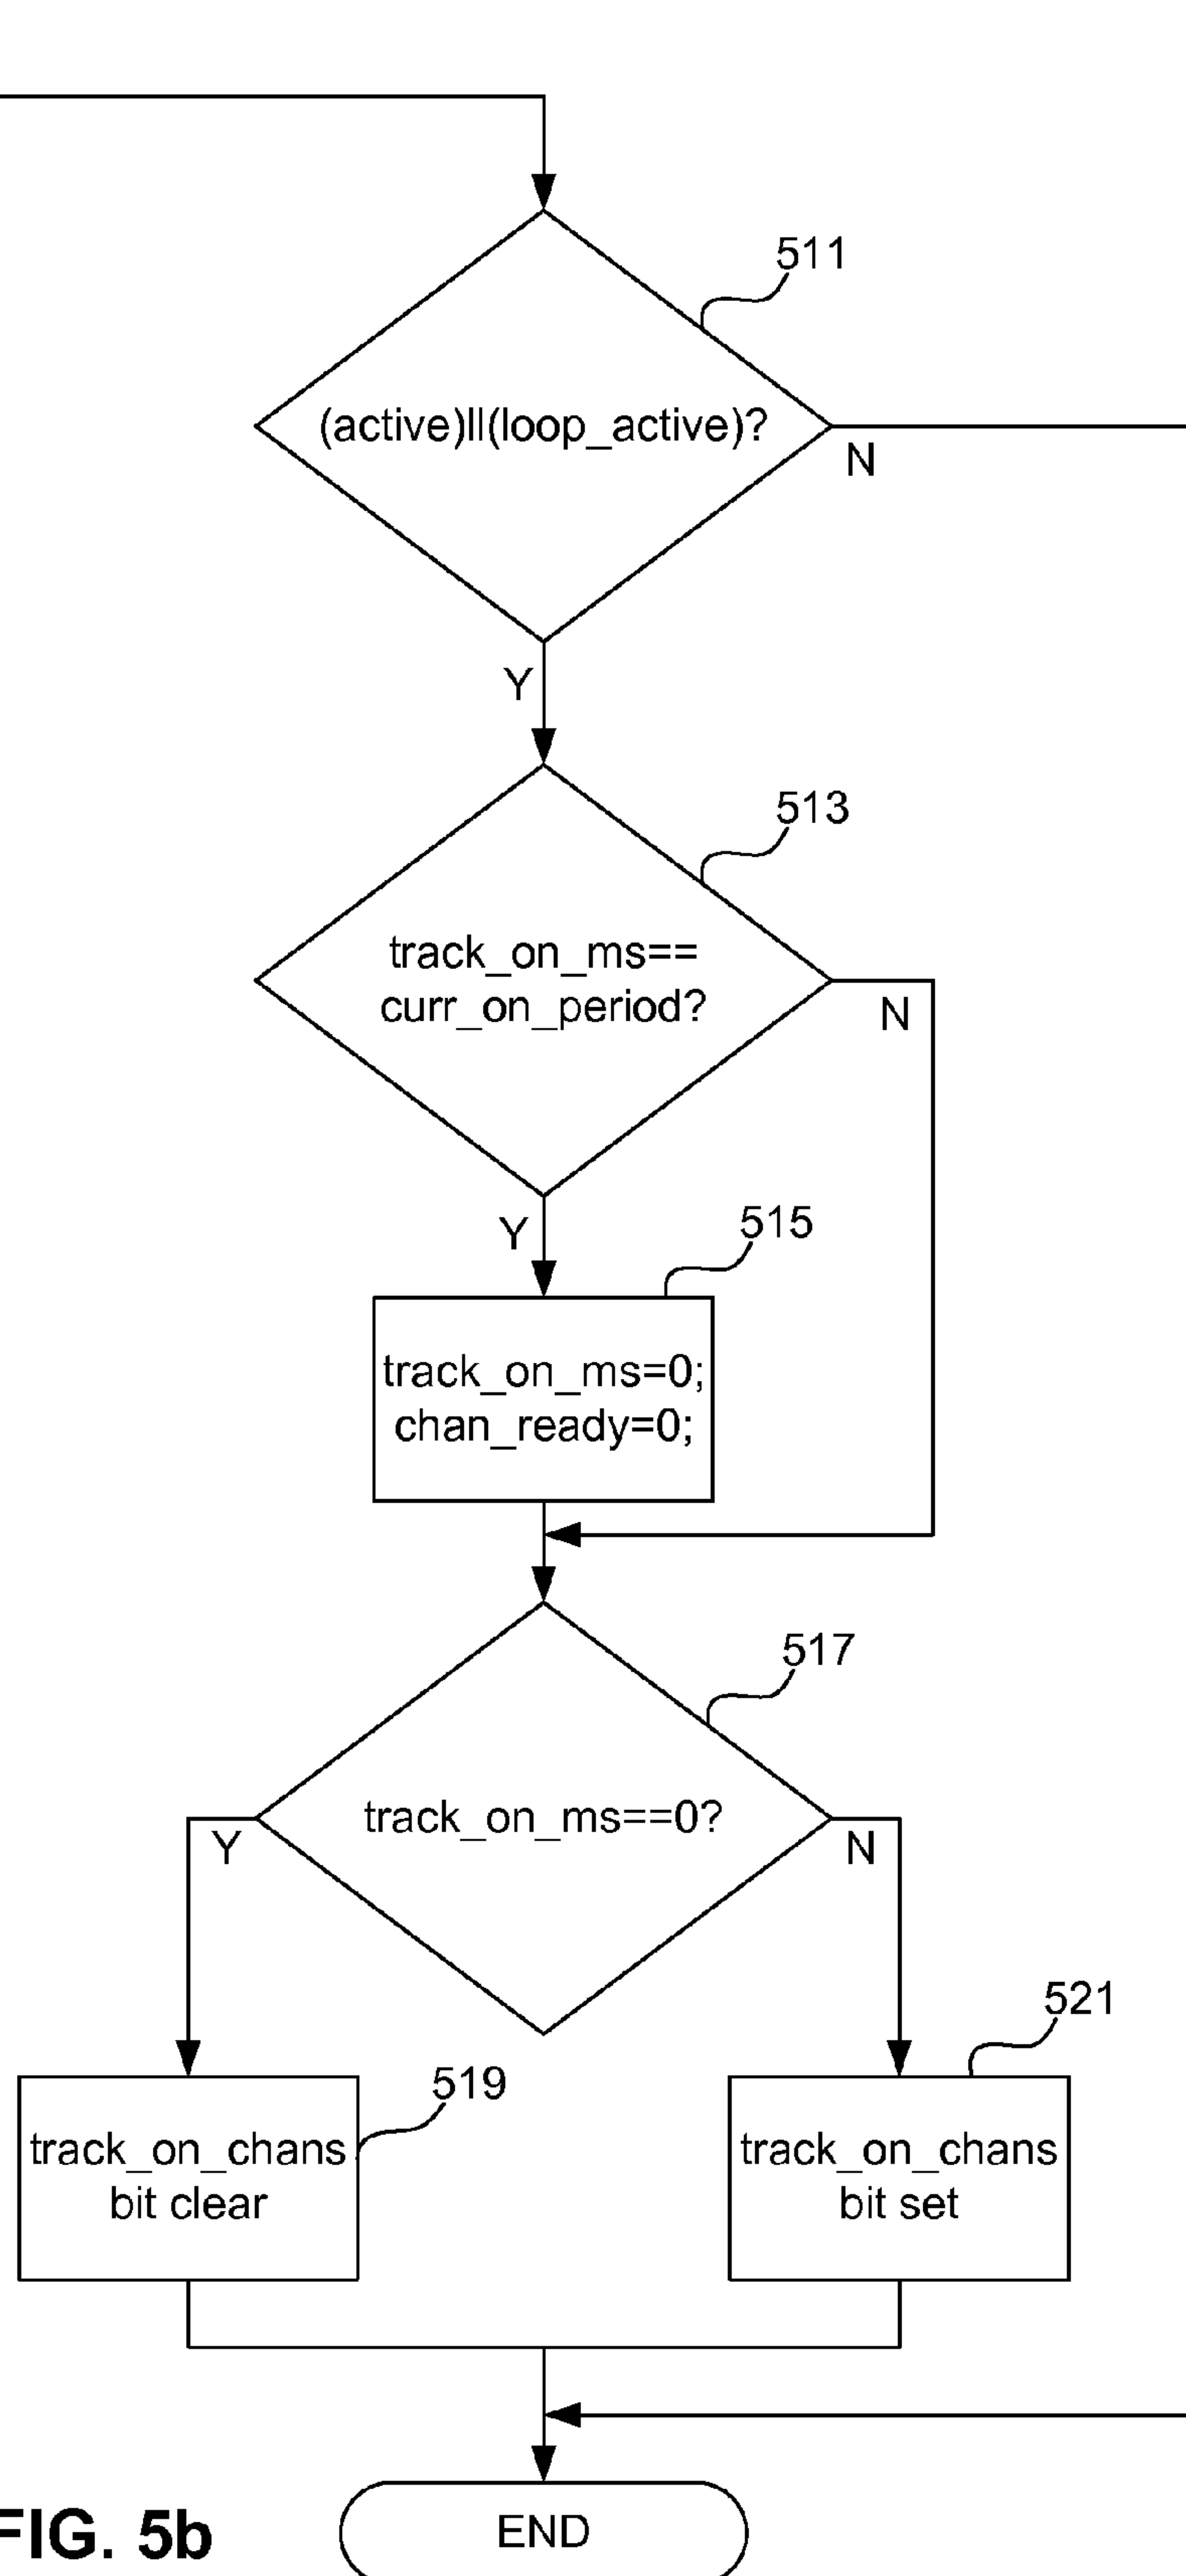 511
(active)||(loop_active)?
N
Y
513
track_on_ms==
curr_on_period?
N
Y
515
track_on_ms=0;
chan_ready=0;
517
track_on_ms==0?
Y
N
521
519
track_on_chans
bit clear
track_on_chans
bit set
END
FIG. 5b